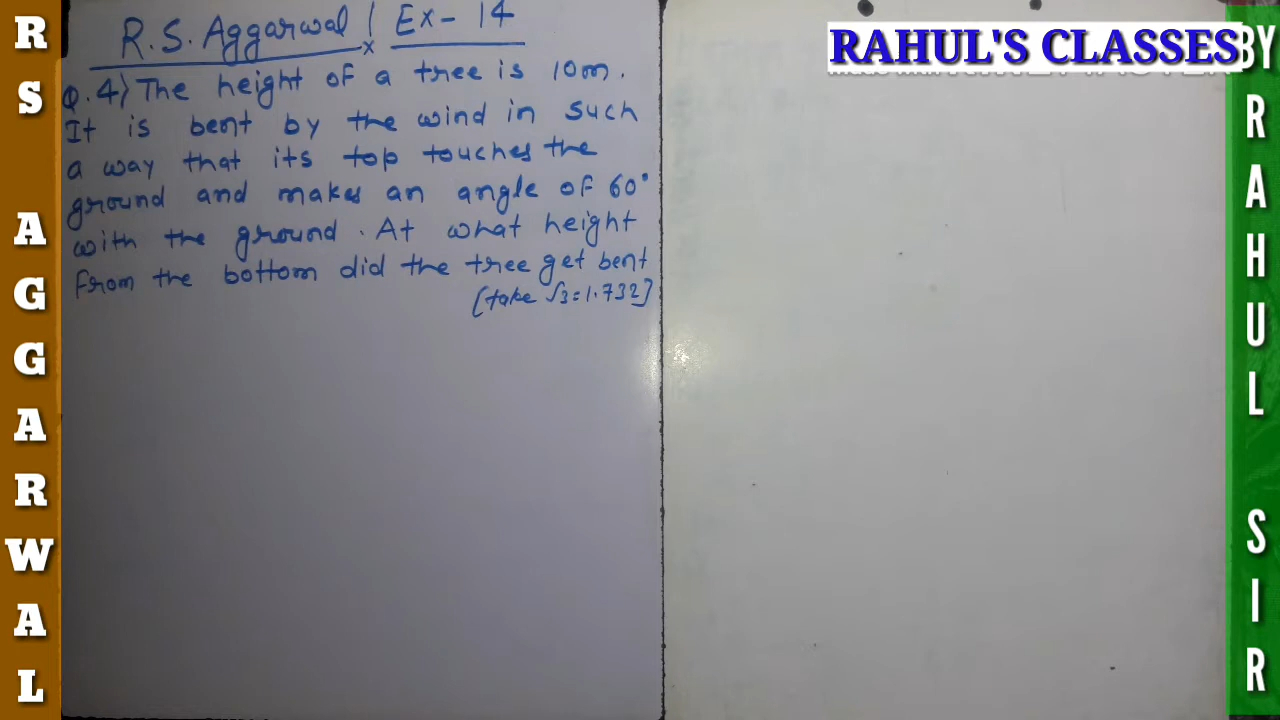 RS AGGARWAL
R.S. Aggarwal | Ex - 14
RAHUL'S CLASSES
BY RAHUL SIR
Q.4) The height of a tree is 10m.
It is bent by the wind in such
a way that its top touches the
ground and makes an angle of 60°
with the ground. At what height
from the bottom did the tree get bent
[take √3=1.732]